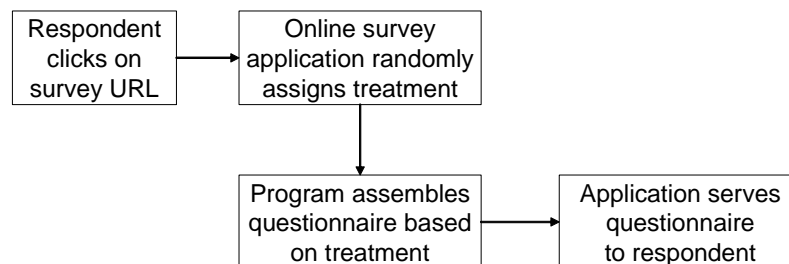 Respondent
clicks on
survey URL
Online survey
application randomly
assigns treatment
Program assembles
questionnaire based
on treatment
Application serves
questionnaire
to respondent